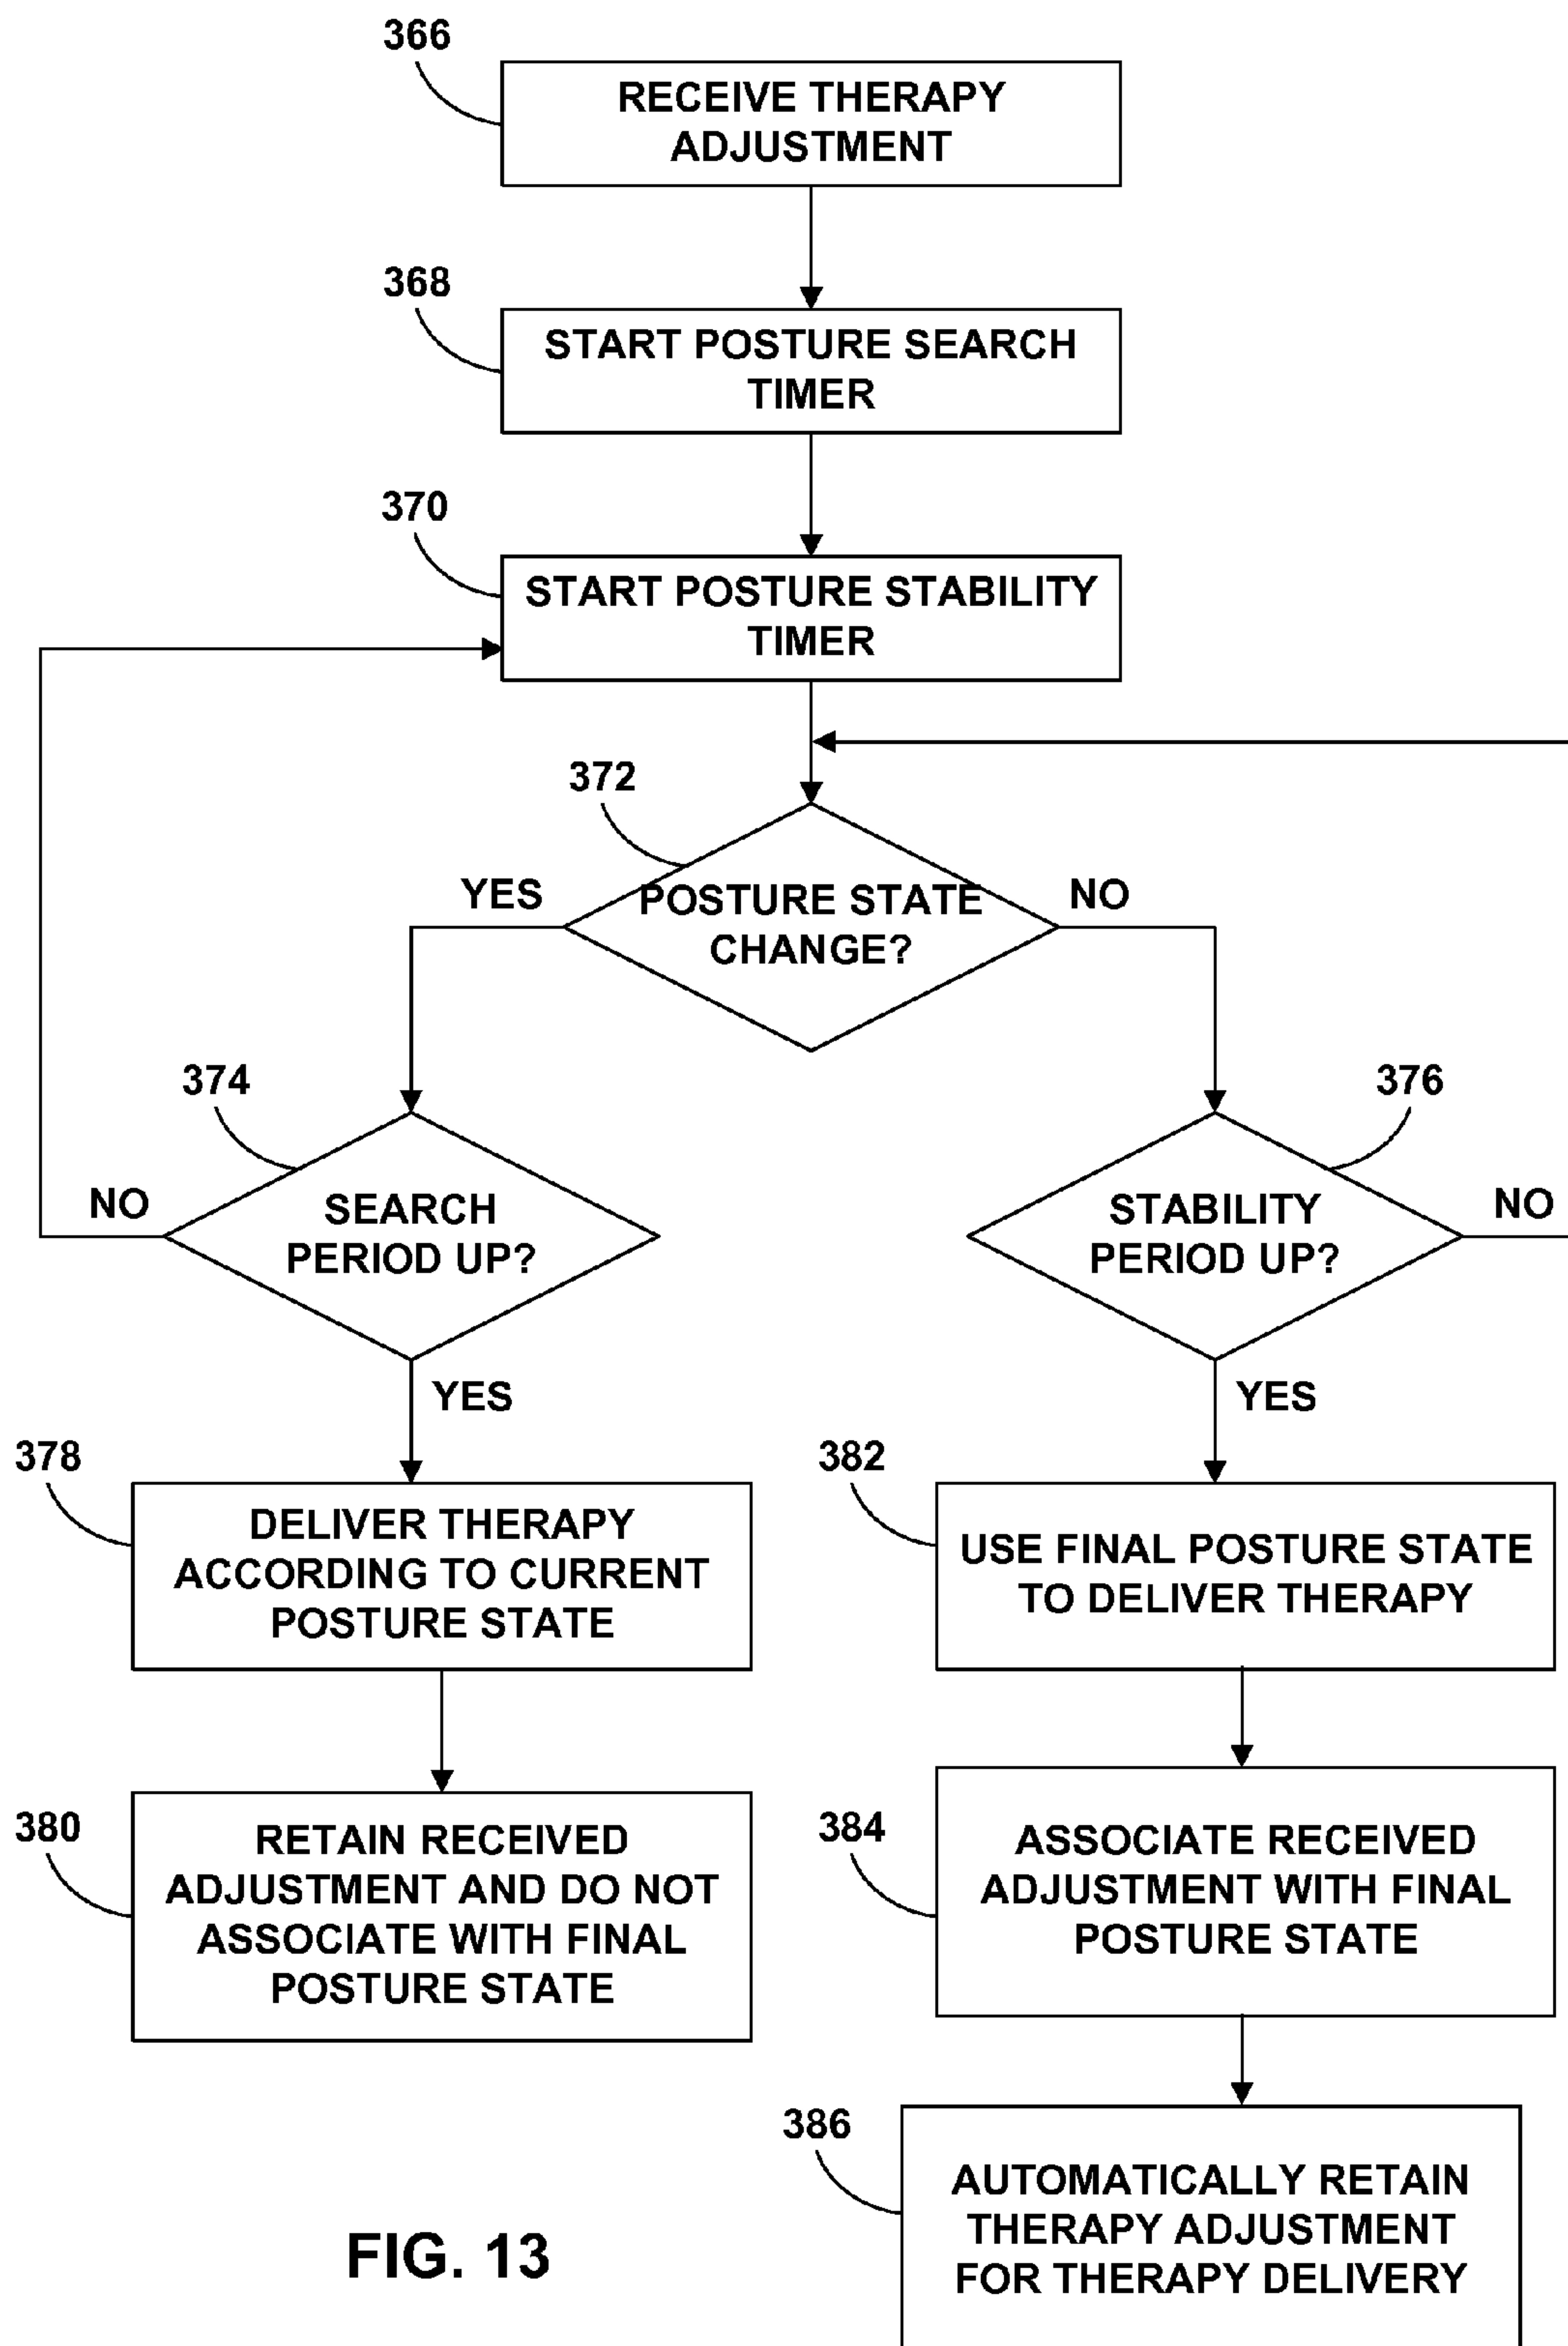 366
RECEIVE THERAPY
ADJUSTMENT
368
START POSTURE SEARCH
TIMER
370
START POSTURE STABILITY
TIMER
372
YES
POSTURE STATE
CHANGE?
NO
374
376
NO
SEARCH
PERIOD UP?
STABILITY
PERIOD UP?
NO
YES
YES
378
DELIVER THERAPY
ACCORDING TO CURRENT
POSTURE STATE
382
USE FINAL POSTURE STATE
TO DELIVER THERAPY
380
RETAIN RECEIVED
ADJUSTMENT AND DO NOT
ASSOCIATE WITH FINAL
POSTURE STATE
384
ASSOCIATE RECEIVED
ADJUSTMENT WITH FINAL
POSTURE STATE
386
AUTOMATICALLY RETAIN
THERAPY ADJUSTMENT
FOR THERAPY DELIVERY
FIG. 13